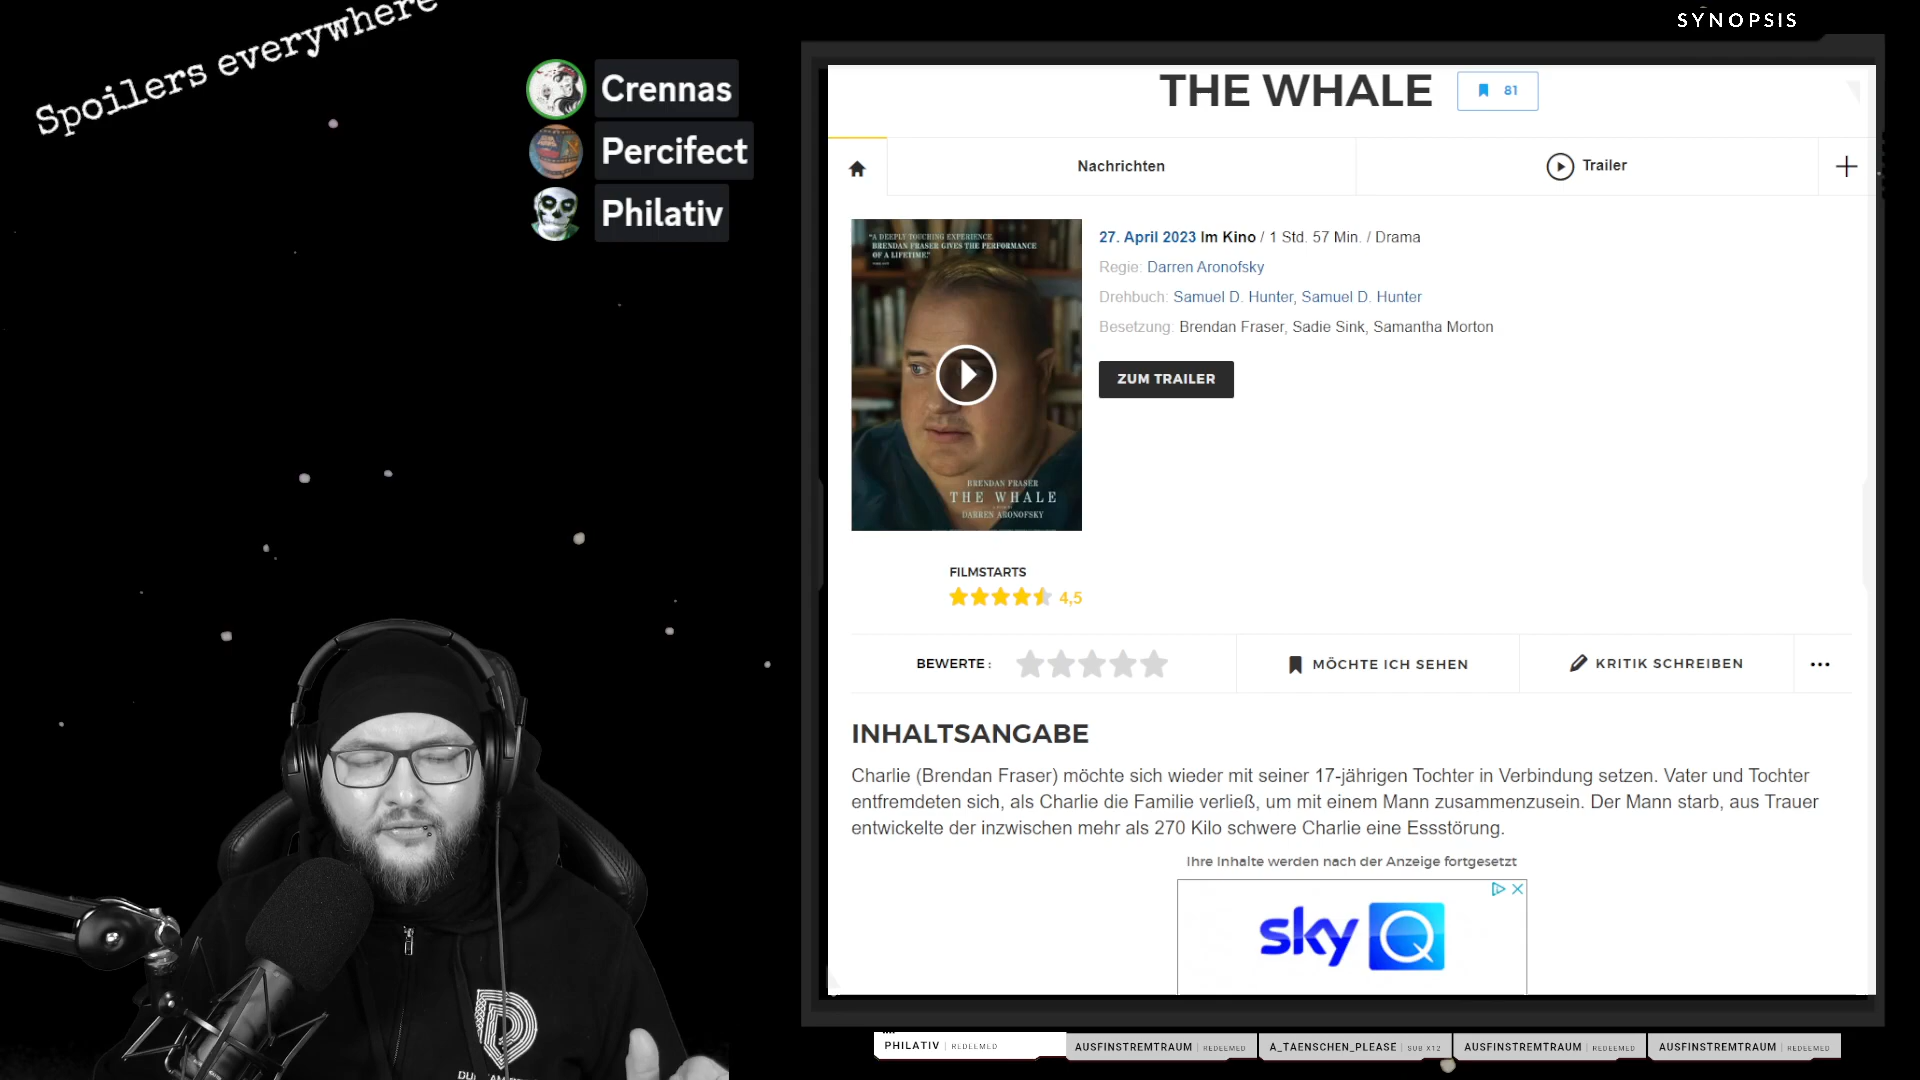 Spoilers everywhere
SYNOPSIS
Crennas
Percifect
Philativ
THE WHALE
81
Nachrichten
Trailer
"A DEEPLY TOUCHING EXPERIENCE.
BRENDAN FRASER GIVES THE PERFORMANCE
OF A LIFETIME."
BRENDAN FRASER
THE WHALE
DARREN ARONOFSKY
27. April 2023 Im Kino / 1 Std. 57 Min. / Drama
Regie: Darren Aronofsky
Drehbuch: Samuel D. Hunter, Samuel D. Hunter
Besetzung: Brendan Fraser, Sadie Sink, Samantha Morton
ZUM TRAILER
FILMSTARTS
4,5
BEWERTE :
MÖCHTE ICH SEHEN
KRITIK SCHREIBEN
INHALTSANGABE
Charlie (Brendan Fraser) möchte sich wieder mit seiner 17-jährigen Tochter in Verbindung setzen. Vater und Tochter
entfremdeten sich, als Charlie die Familie verließ, um mit einem Mann zusammenzusein. Der Mann starb, aus Trauer
entwickelte der inzwischen mehr als 270 Kilo schwere Charlie eine Essstörung.
Ihre Inhalte werden nach der Anzeige fortgesetzt
sky Q
PHILATIV | REDEEMED
AUSFINSTREMTRAUM | REDEEMED
A_TAENSCHEN_PLEASE | SUB X12
AUSFINSTREMTRAUM | REDEEMED
AUSFINSTREMTRAUM | REDEEMED